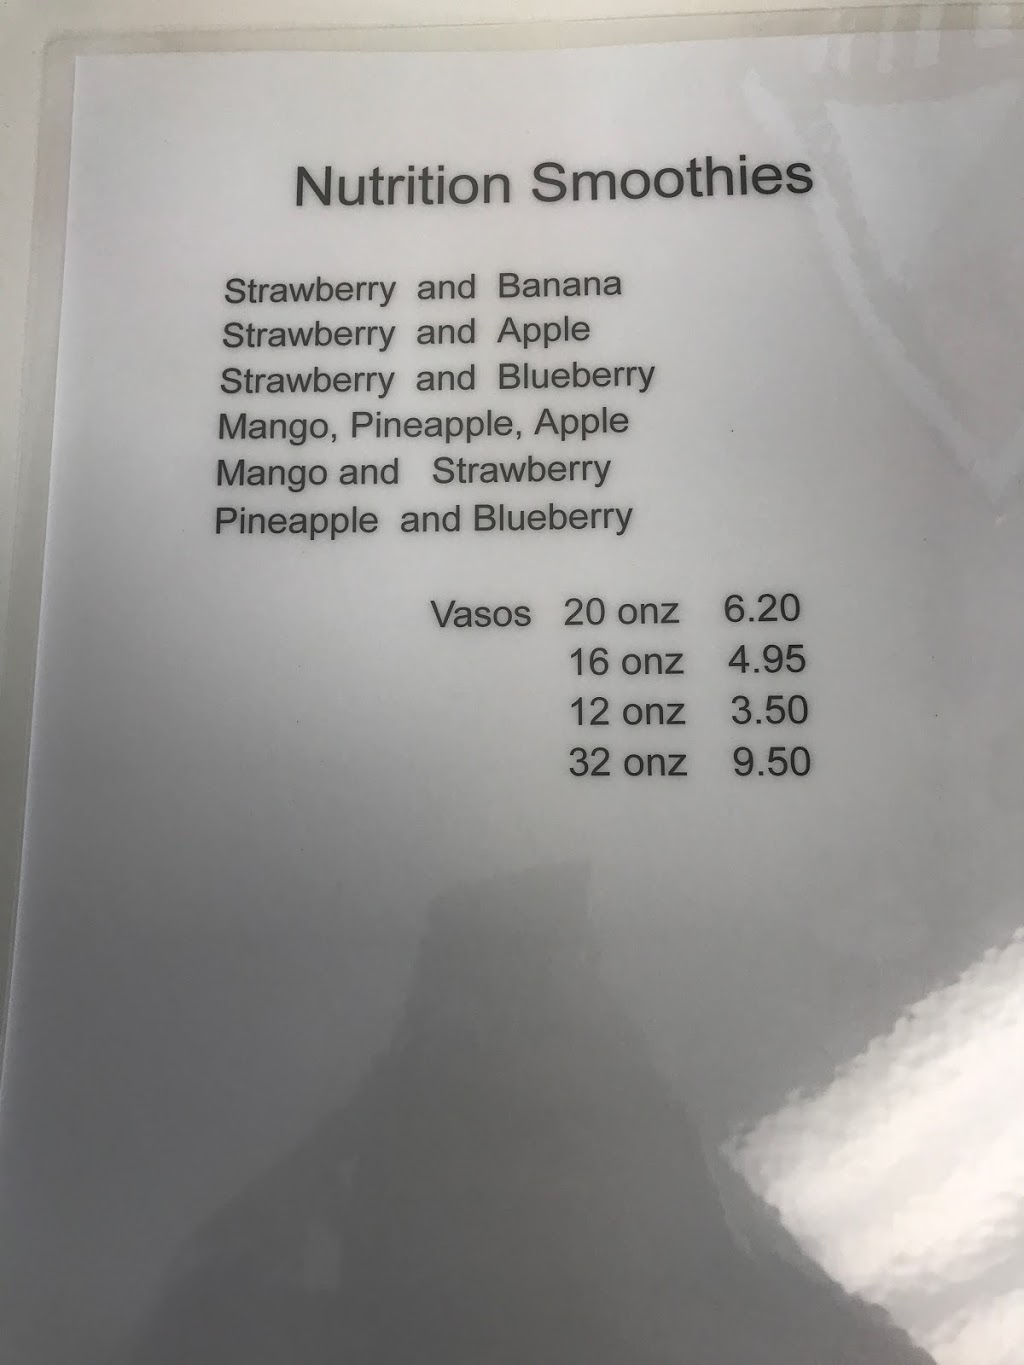 Nutrition Smoothies
Strawberry and Banana
Strawberry and Apple
Strawberry and Blueberry
Mango, Pineapple, Apple
Mango and Strawberry
Pineapple and Blueberry
Vasos 20 onz 6.20
16 onz 4.95
12 onz 3.50
32 onz 9.50